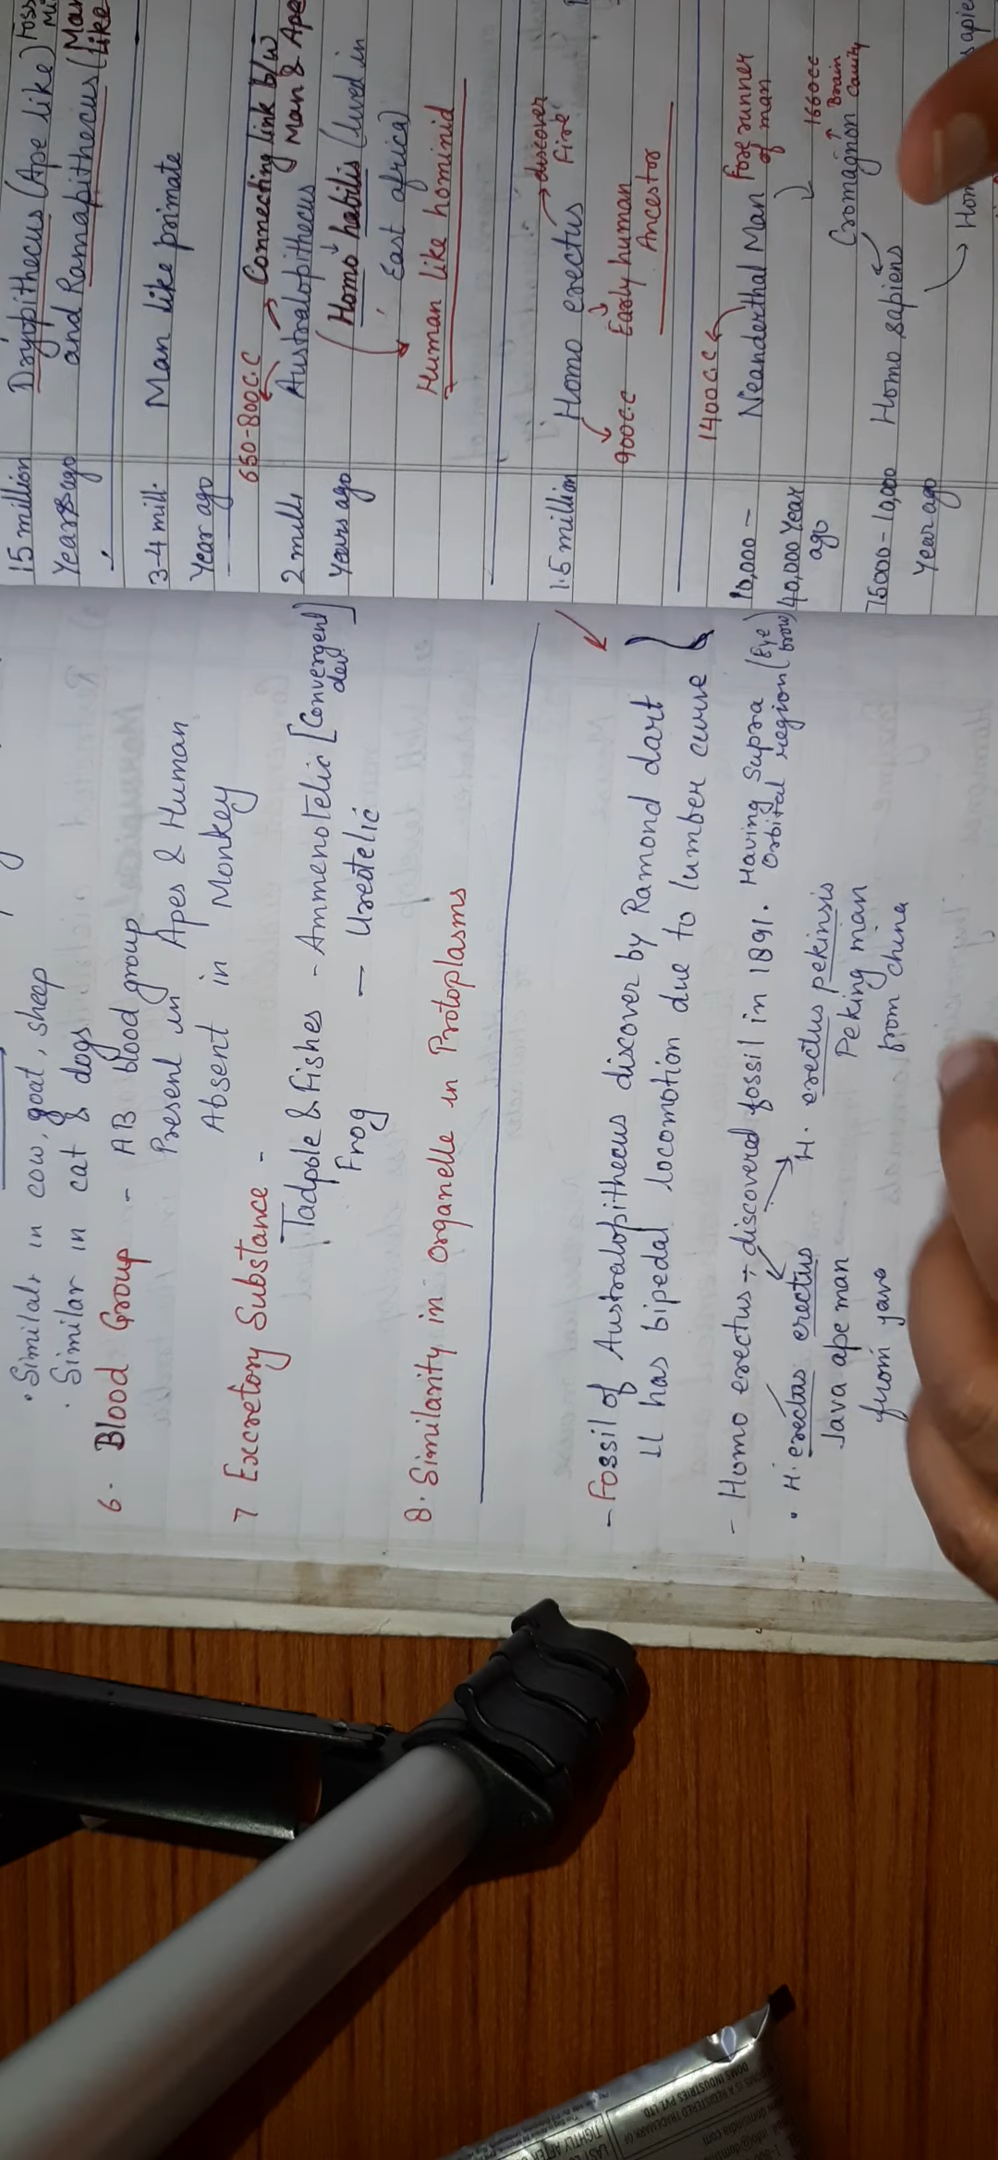 • Similar in cow, goat, sheep
• Similar in cat & dogs
6. Blood Group - AB blood group
Present in Apes & Human
Absent in Monkey
7 Excretory Substance -
Tadpole & Fishes - Ammenotelic [Convergent dev]
Frog — Ureotelic
8. Similarity in organelle in Protoplasms
- Fossil of Australopithecus discover by Ramond dart
It has bipedal locomotion due to lumber curve
- Homo erectus - discovered fossil in 1891. Having Supra
Orbital region (Eye brow)
• H. erectas erectus
Java ape man
from java
H. erectus pekinsis
Peking man
from china
15 million
Years ago
Dryopithecus (Ape like)
and Ramapithecus (Man like
3-4 mill.
Year ago
Man like primate
650-800C.C
Connecting link b/w
Man & Ape
2 mill
Years ago
Australopithecus
(Homo habilis (lived in
East africa)
Human like hominid
1.5 million
Homo erectus → discover
Fire
900c.c
Early human
Ancestor
1400c.c
10,000 -
40,000 Year
ago
Neanderthal Man
Fore runner
of man
1660cc
Brain
Cavity
Cromagnon
75000 - 10,000
Year ago
Homo sapiens